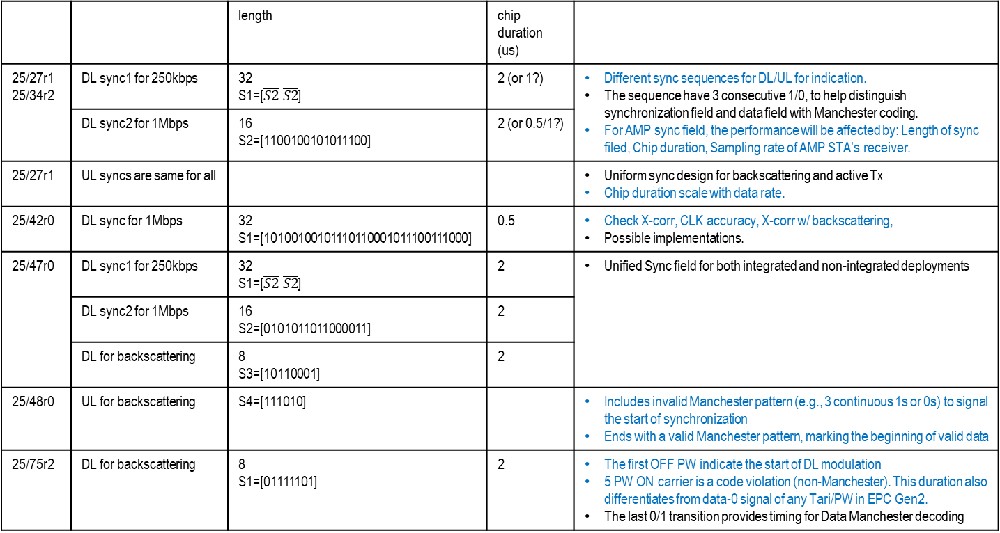 length
chip
duration
(us)
25/27r1
25/34r2
DL sync1 for 250kbps
32
S1=[S̅2̅ S̅2̅]
2 (or 1?)
• Different sync sequences for DL/UL for indication.
• The sequence have 3 consecutive 1/0, to help distinguish
synchronization field and data field with Manchester coding.
• For AMP sync field, the performance will be affected by: Length of sync
filed, Chip duration, Sampling rate of AMP STA's receiver.
DL sync2 for 1Mbps
16
S2=[1100100101011100]
2 (or 0.5/1?)
25/27r1
UL syncs are same for all
• Uniform sync design for backscattering and active Tx
• Chip duration scale with data rate.
25/42r0
DL sync for 1Mbps
32
S1=[10100100101110110001011100111000]
0.5
• Check X-corr, CLK accuracy, X-corr w/ backscattering,
• Possible implementations.
25/47r0
DL sync1 for 250kbps
32
S1=[S̅2̅ S̅2̅]
2
• Unified Sync field for both integrated and non-integrated deployments
DL sync2 for 1Mbps
16
S2=[0101011011000011]
2
DL for backscattering
8
S3=[10110001]
2
25/48r0
UL for backscattering
S4=[111010]
• Includes invalid Manchester pattern (e.g., 3 continuous 1s or 0s) to signal
the start of synchronization
• Ends with a valid Manchester pattern, marking the beginning of valid data
25/75r2
DL for backscattering
8
S1=[01111101]
2
• The first OFF PW indicate the start of DL modulation
• 5 PW ON carrier is a code violation (non-Manchester). This duration also
differentiates from data-0 signal of any Tari/PW in EPC Gen2.
• The last 0/1 transition provides timing for Data Manchester decoding